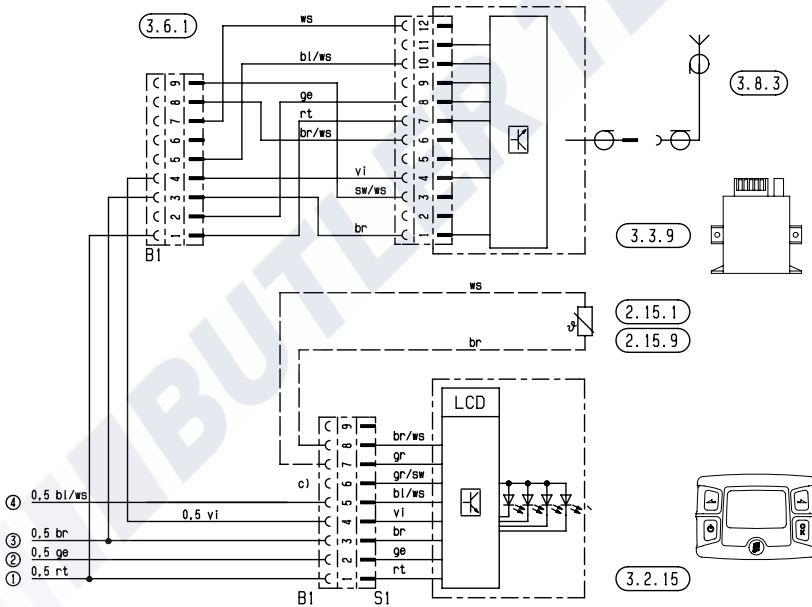 3.6.1
ws
bl/ws
ge
rt
br/ws
vi
sw/ws
br
9
8
7
6
5
4
3
2
1
B1
12
11
10
9
8
7
6
5
4
3
2
1
3.8.3
3.3.9
ws
br
2.15.1
2.15.9
LCD
9
8
7
6
5
4
3
2
1
c)
br/ws
gr
gr/sw
bl/ws
vi
br
ge
rt
④ 0,5 bl/ws
0,5 vi
③ 0,5 br
② 0,5 ge
① 0,5 rt
B1 S1
OK
3.2.15
BUTLER TE